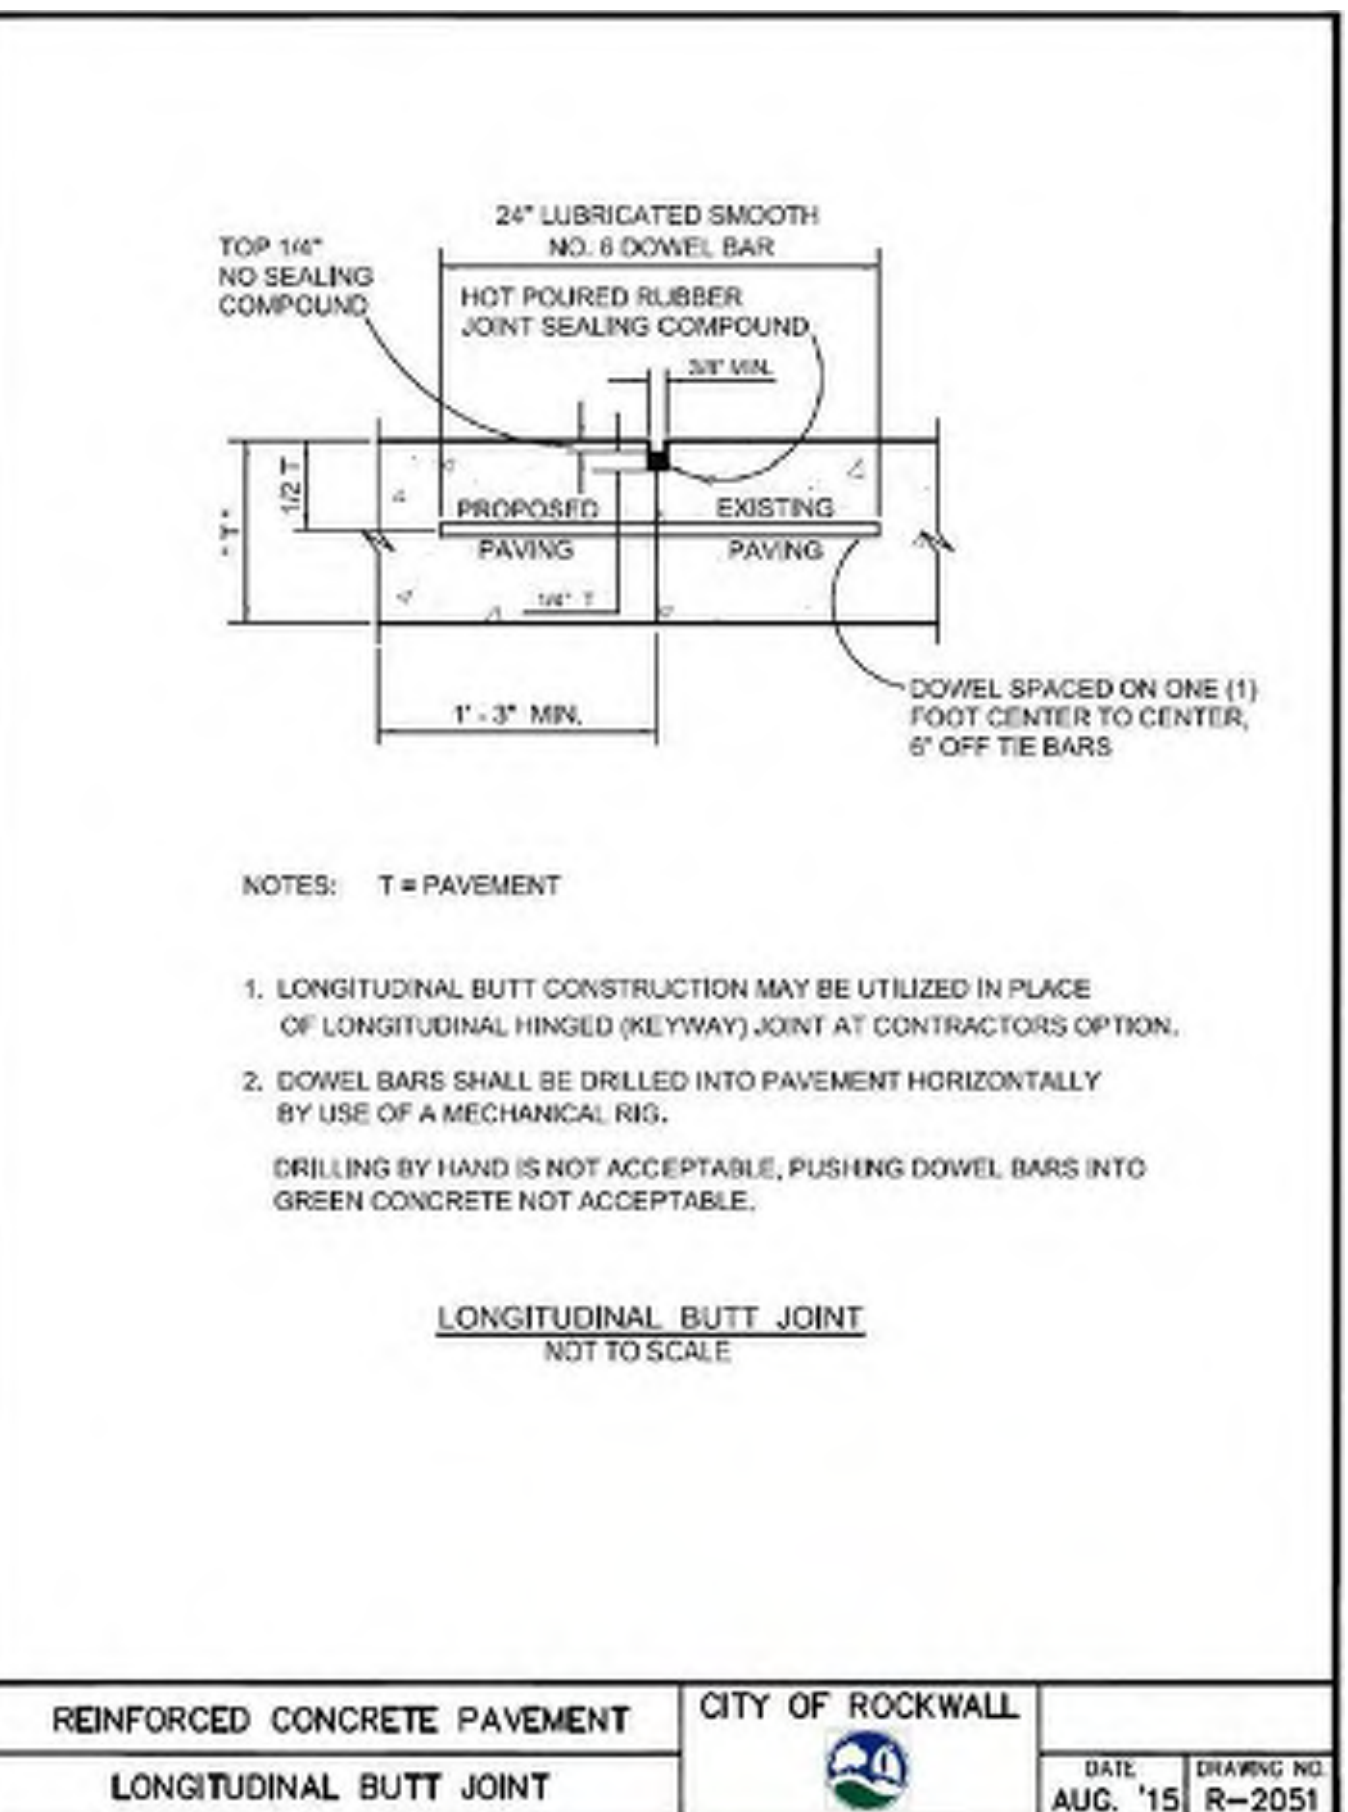 24" LUBRICATED SMOOTH
NO. 6 DOWEL BAR
TOP 1/4"
NO SEALING
COMPOUND
HOT POURED RUBBER
JOINT SEALING COMPOUND
3/8" MIN.
1/2 T
"T"
PROPOSED
PAVING
EXISTING
PAVING
1/4" T
1' - 3" MIN.
DOWEL SPACED ON ONE (1)
FOOT CENTER TO CENTER,
6" OFF TIE BARS
NOTES: T = PAVEMENT
1. LONGITUDINAL BUTT CONSTRUCTION MAY BE UTILIZED IN PLACE
OF LONGITUDINAL HINGED (KEYWAY) JOINT AT CONTRACTORS OPTION.
2. DOWEL BARS SHALL BE DRILLED INTO PAVEMENT HORIZONTALLY
BY USE OF A MECHANICAL RIG.
DRILLING BY HAND IS NOT ACCEPTABLE, PUSHING DOWEL BARS INTO
GREEN CONCRETE NOT ACCEPTABLE.
LONGITUDINAL BUTT JOINT
NOT TO SCALE
REINFORCED CONCRETE PAVEMENT
LONGITUDINAL BUTT JOINT
CITY OF ROCKWALL
DATE
AUG. '15
DRAWING NO.
R-2051